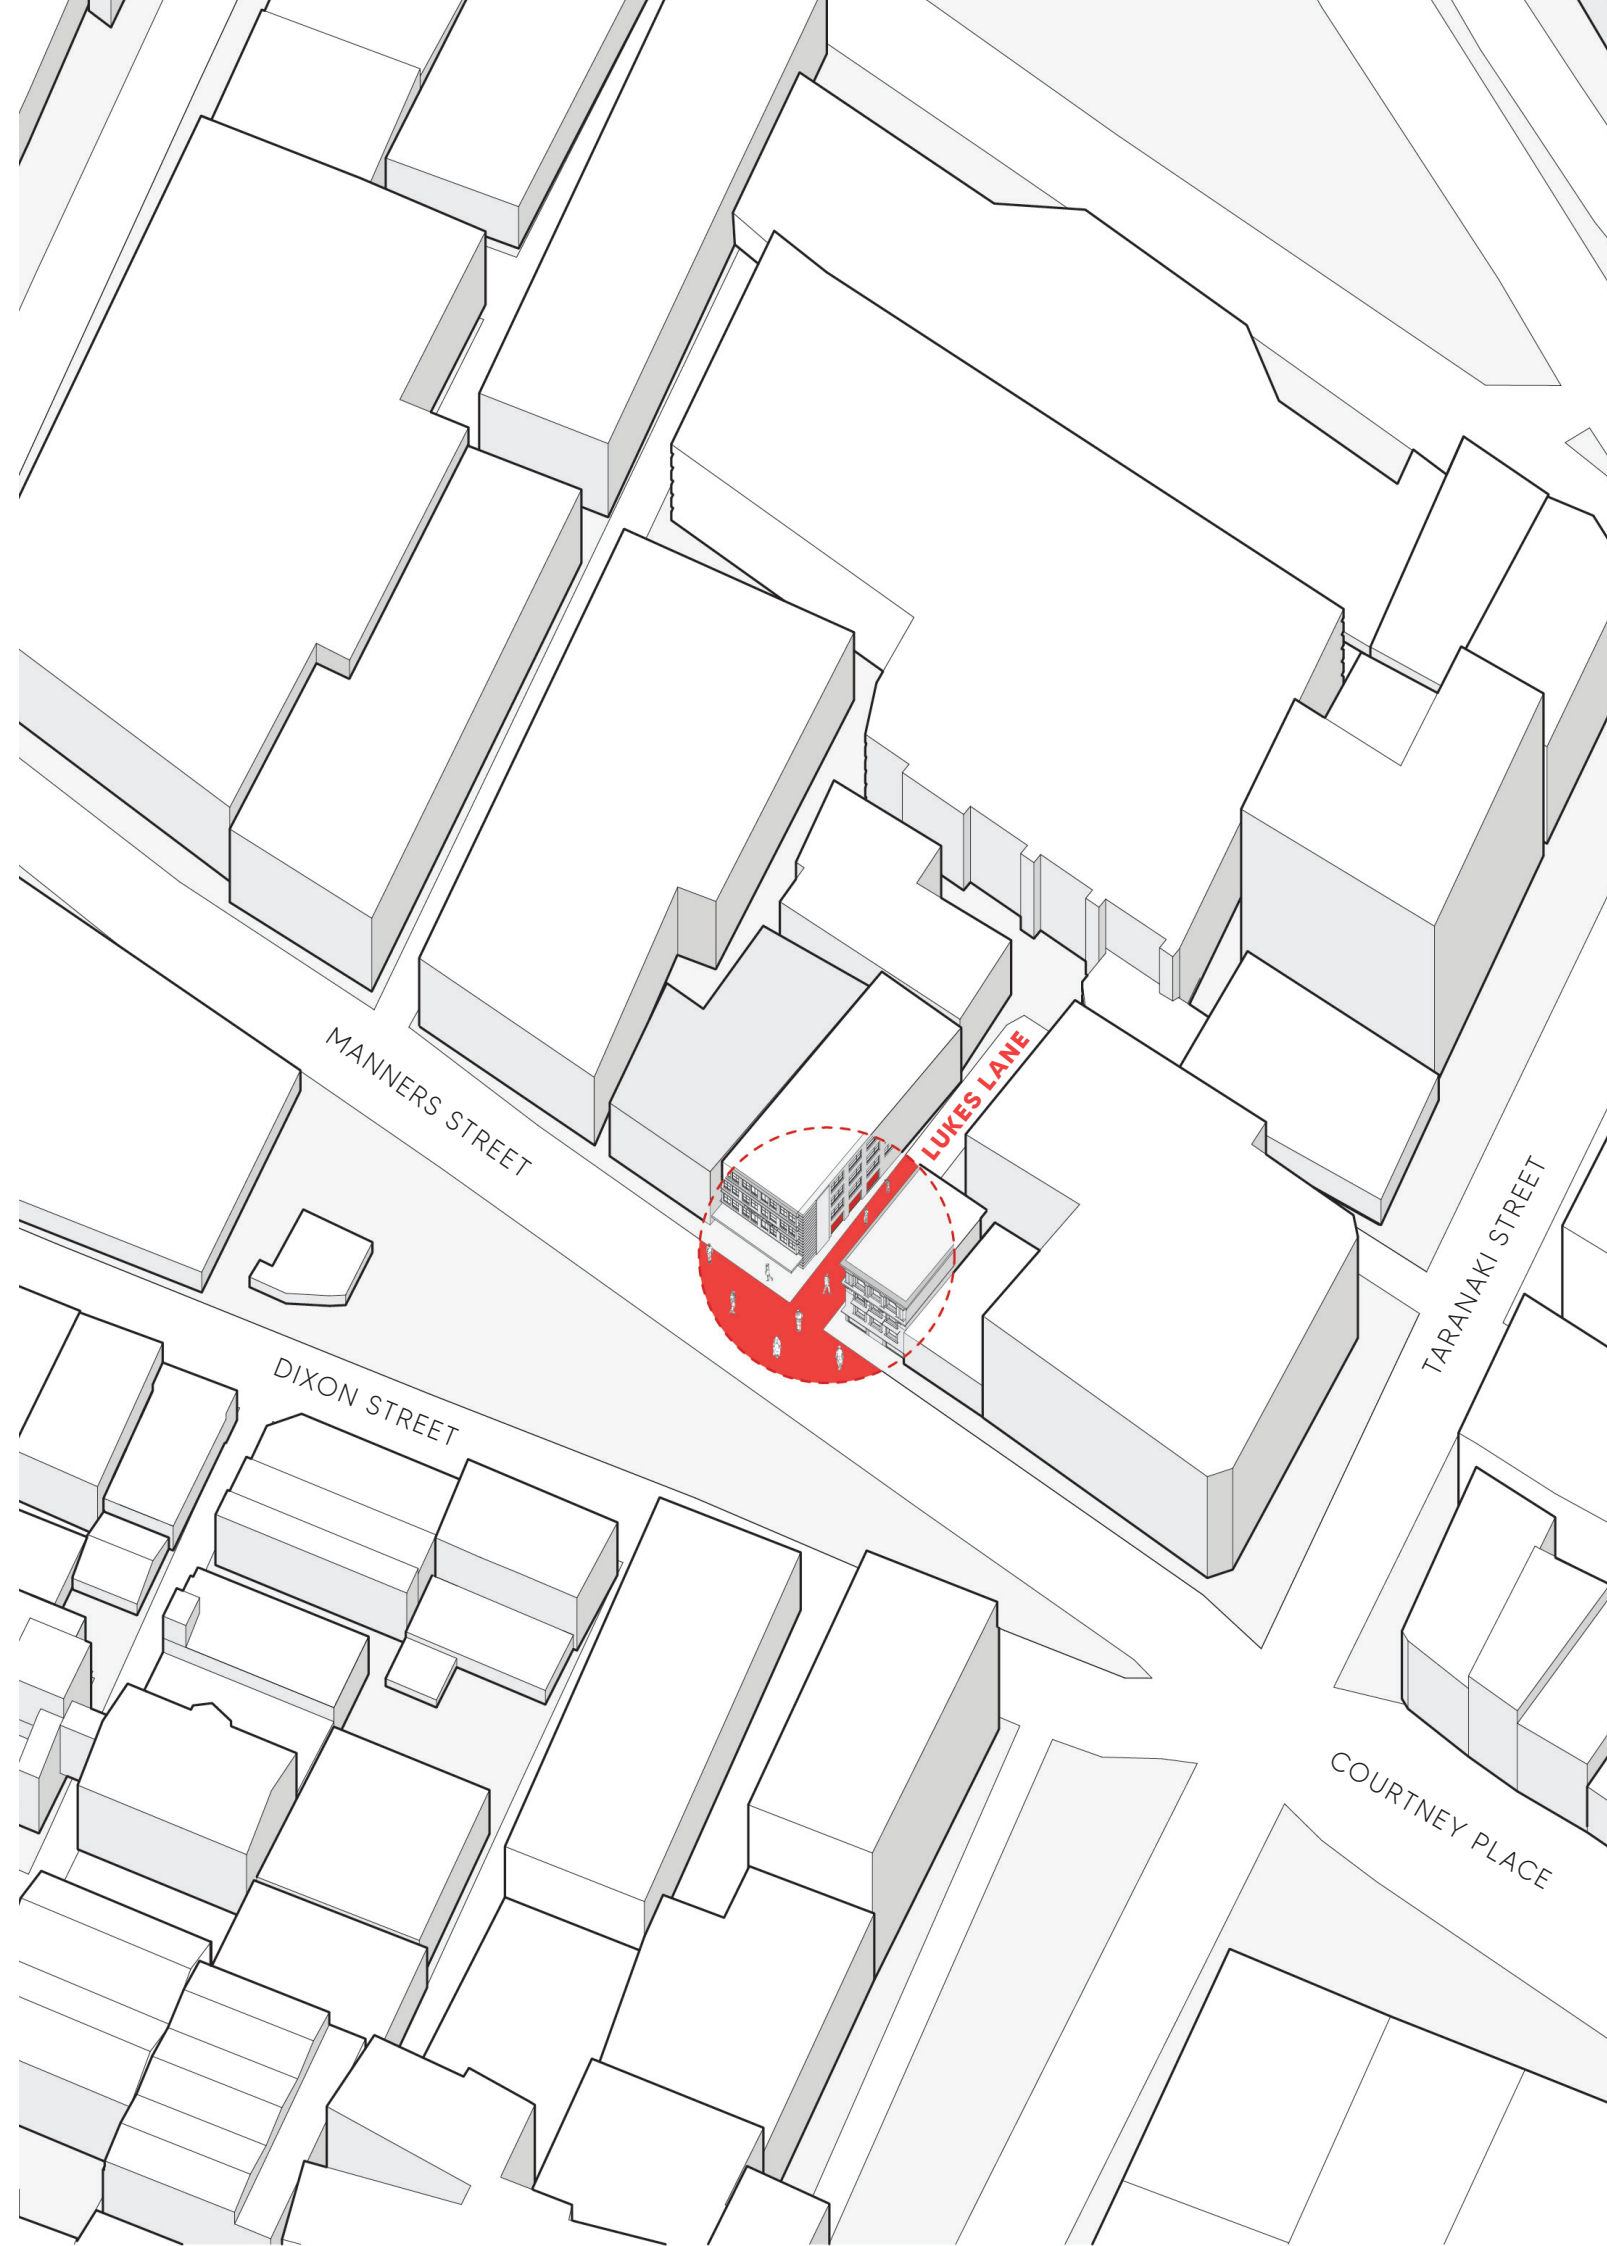 LUKES LANE
MANNERS STREET
TARANAKI STREET
DIXON STREET
COURTNEY PLACE